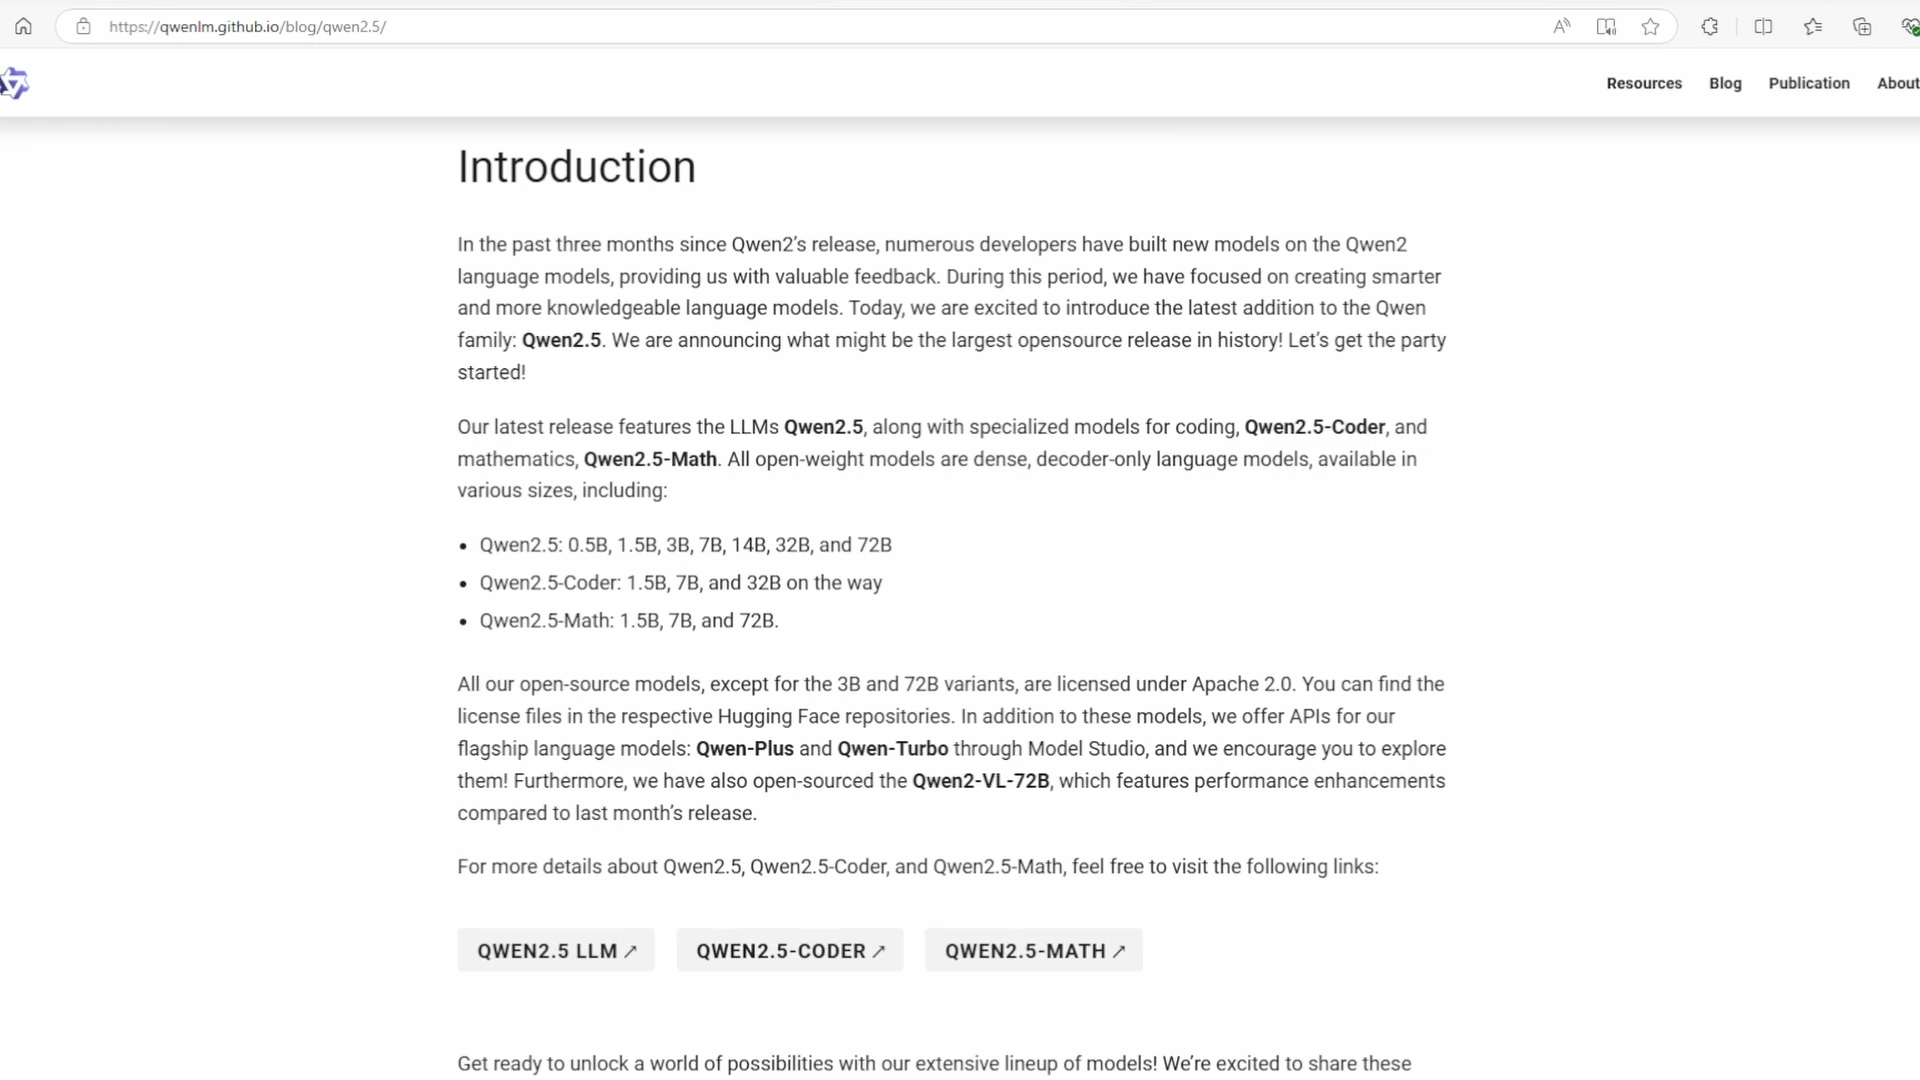 https://qwenlm.github.io/blog/qwen2.5/
Resources Blog Publication About
Introduction
In the past three months since Qwen2’s release, numerous developers have built new models on the Qwen2
language models, providing us with valuable feedback. During this period, we have focused on creating smarter
and more knowledgeable language models. Today, we are excited to introduce the latest addition to the Qwen
family: Qwen2.5. We are announcing what might be the largest opensource release in history! Let’s get the party
started!
Our latest release features the LLMs Qwen2.5, along with specialized models for coding, Qwen2.5-Coder, and
mathematics, Qwen2.5-Math. All open-weight models are dense, decoder-only language models, available in
various sizes, including:
• Qwen2.5: 0.5B, 1.5B, 3B, 7B, 14B, 32B, and 72B
• Qwen2.5-Coder: 1.5B, 7B, and 32B on the way
• Qwen2.5-Math: 1.5B, 7B, and 72B.
All our open-source models, except for the 3B and 72B variants, are licensed under Apache 2.0. You can find the
license files in the respective Hugging Face repositories. In addition to these models, we offer APIs for our
flagship language models: Qwen-Plus and Qwen-Turbo through Model Studio, and we encourage you to explore
them! Furthermore, we have also open-sourced the Qwen2-VL-72B, which features performance enhancements
compared to last month’s release.
For more details about Qwen2.5, Qwen2.5-Coder, and Qwen2.5-Math, feel free to visit the following links:
QWEN2.5 LLM ↗ QWEN2.5-CODER ↗ QWEN2.5-MATH ↗
Get ready to unlock a world of possibilities with our extensive lineup of models! We’re excited to share these